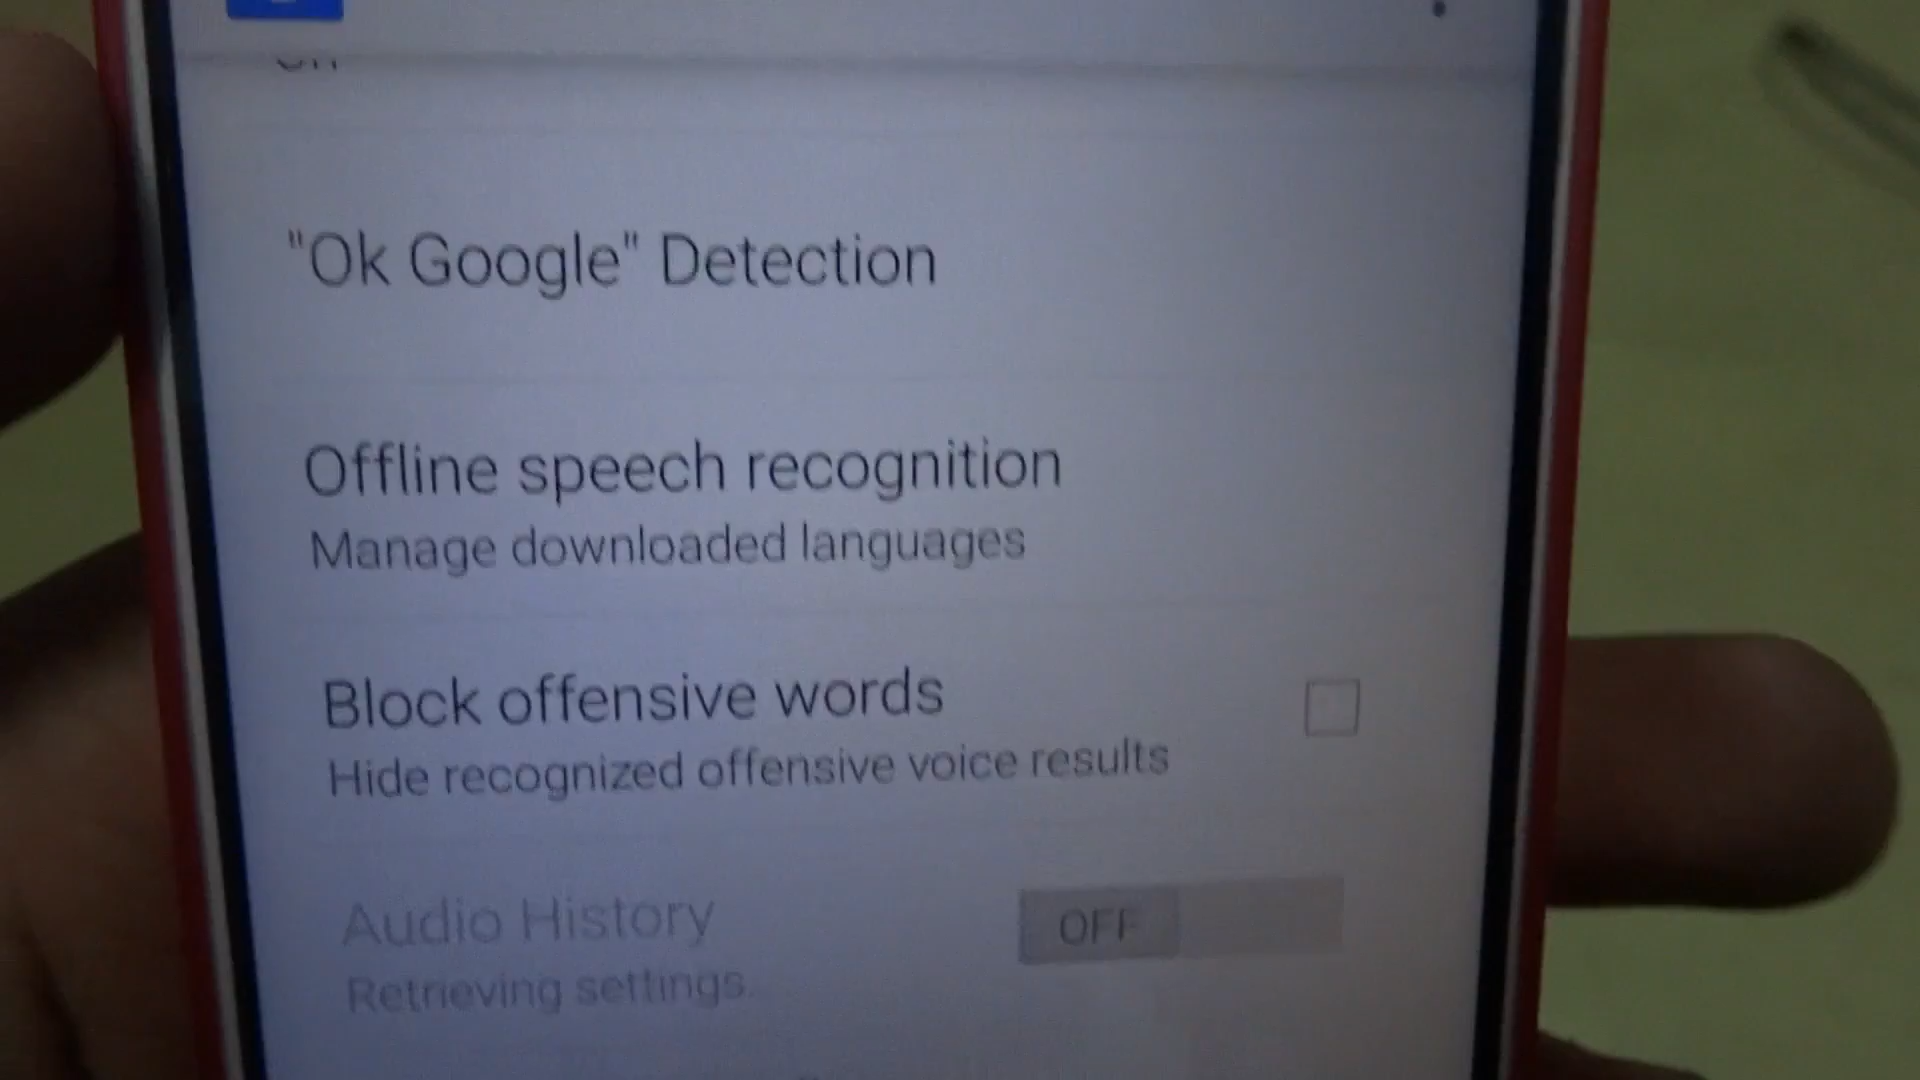 "Ok Google" Detection
Offline speech recognition
Manage downloaded languages
Block offensive words
Hide recognized offensive voice results
Audio History
OFF
Retrieving settings.